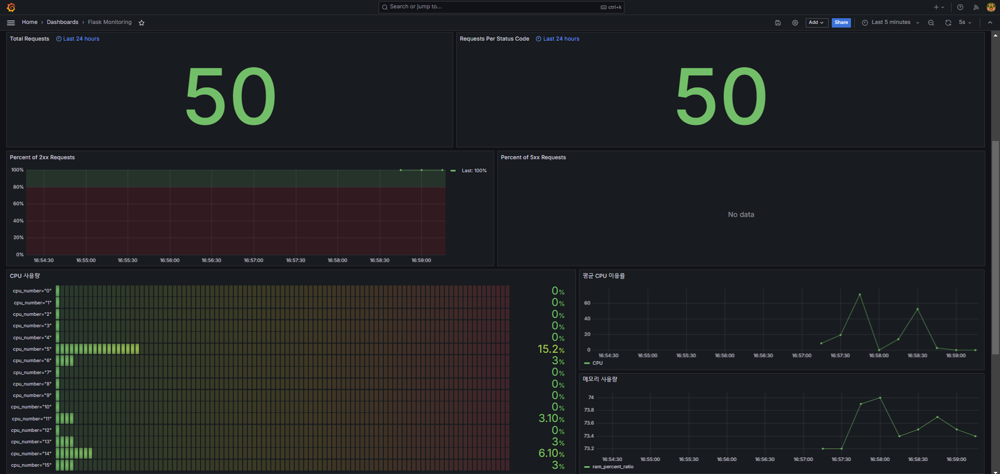 Search or jump to...
ctrl+k
Home › Dashboards › Flask Monitoring
Add
Share
Last 5 minutes
5s
Total Requests
Last 24 hours
50
Requests Per Status Code
Last 24 hours
50
Percent of 2xx Requests
100%
80%
60%
40%
20%
0%
16:54:30 16:55:00 16:55:30 16:56:00 16:56:30 16:57:00 16:57:30 16:58:00 16:58:30 16:59:00
Last: 100%
Percent of 5xx Requests
No data
CPU 사용량
cpu_number="0" 0%
cpu_number="1" 0%
cpu_number="2" 0%
cpu_number="3" 0%
cpu_number="4" 0%
cpu_number="5" 15.2%
cpu_number="6" 3%
cpu_number="7" 0%
cpu_number="8" 0%
cpu_number="9" 0%
cpu_number="10" 0%
cpu_number="11" 3.10%
cpu_number="12" 0%
cpu_number="13" 3%
cpu_number="14" 6.10%
cpu_number="15" 3%
평균 CPU 이용률
60
40
20
0
16:54:30 16:55:00 16:55:30 16:56:00 16:56:30 16:57:00 16:57:30 16:58:00 16:58:30 16:59:00
CPU
메모리 사용량
74
73.8
73.6
73.4
73.2
16:54:30 16:55:00 16:55:30 16:56:00 16:56:30 16:57:00 16:57:30 16:58:00 16:58:30 16:59:00
ram_percent_ratio